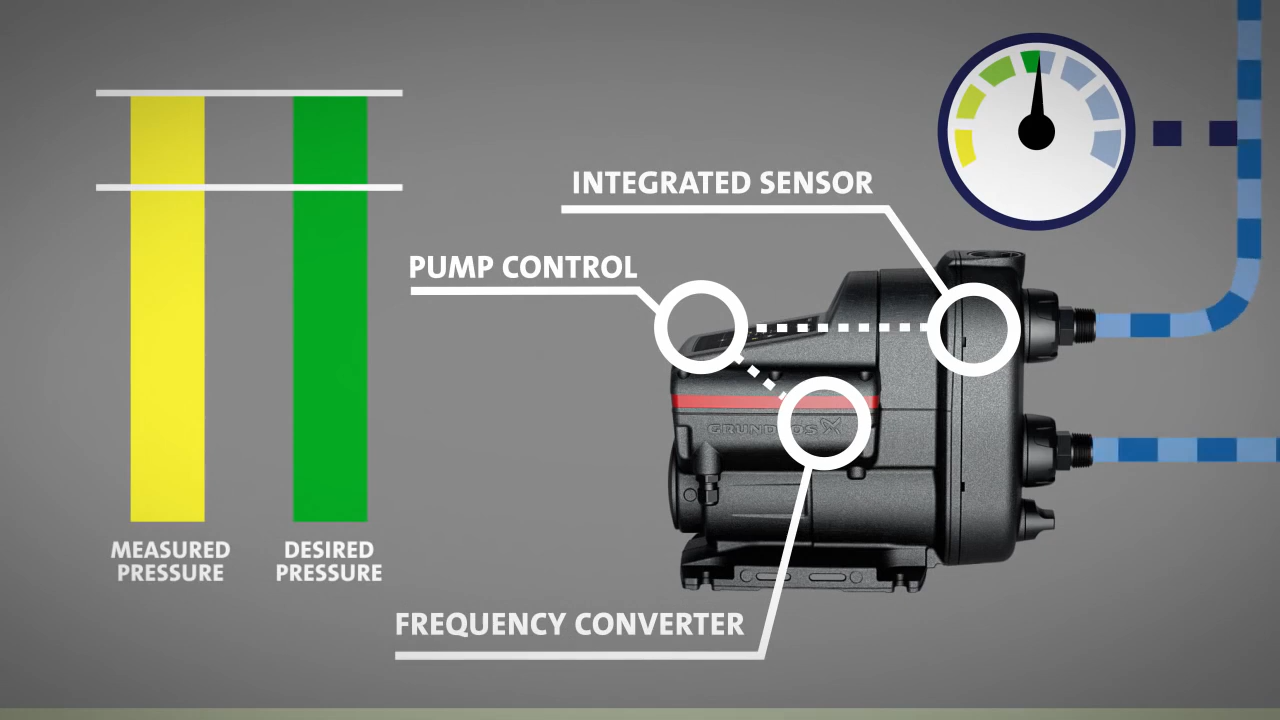 INTEGRATED SENSOR
PUMP CONTROL
GRUNDFOS
MEASURED
PRESSURE
DESIRED
PRESSURE
FREQUENCY CONVERTER